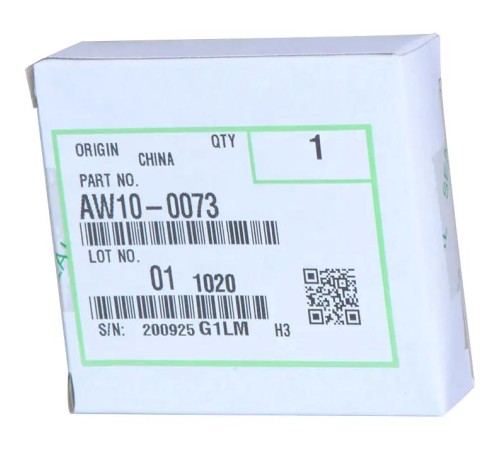 ORIGIN CHINA QTY 1
PART NO.
AW10-0073
LOT NO.
01 1020
S/N: 200925 G1LM H3